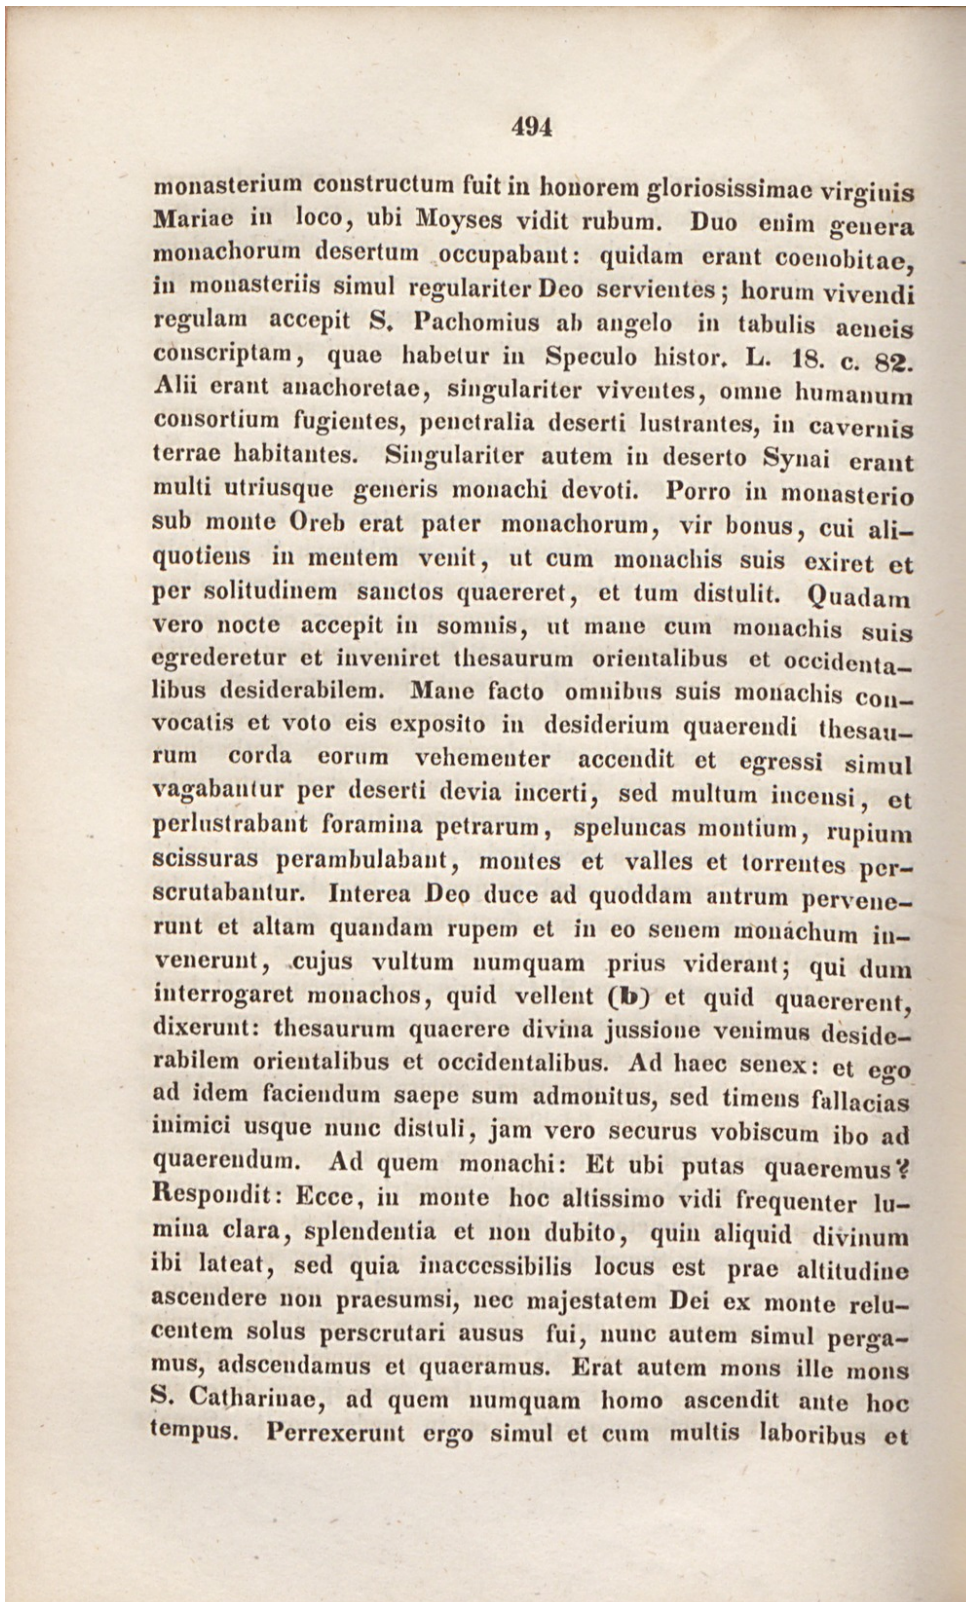 494
monasterium constructum fuit in honorem gloriosissimae virginis
Mariae in loco, ubi Moyses vidit rubum. Duo enim genera
monachorum desertum occupabant: quidam erant coenobitae,
in monasteriis simul regulariter Deo servientes; horum vivendi
regulam accepit S. Pachomius ab angelo in tabulis aeneis
conscriptam, quae habetur in Speculo histor. L. 18. c. 82.
Alii erant anachoretae, singulariter viventes, omne humanum
consortium fugientes, penetralia deserti lustrantes, in cavernis
terrae habitantes. Singulariter autem in deserto Synai erant
multi utriusque generis monachi devoti. Porro in monasterio
sub monte Oreb erat pater monachorum, vir bonus, cui ali-
quotiens in mentem venit, ut cum monachis suis exiret et
per solitudinem sanctos quaereret, et tum distulit. Quadam
vero nocte accepit in somnis, ut mane cum monachis suis
egrederetur et inveniret thesaurum orientalibus et occidenta-
libus desiderabilem. Mane facto omnibus suis monachis con-
vocatis et voto eis exposito in desiderium quaerendi thesau-
rum corda eorum vehementer accendit et egressi simul
vagabantur per deserti devia incerti, sed multum incensi, et
perlustrabant foramina petrarum, speluncas montium, rupium
scissuras perambulabant, montes et valles et torrentes per-
scrutabantur. Interea Deo duce ad quoddam antrum pervene-
runt et altam quandam rupem et in eo senem monachum in-
venerunt, cujus vultum numquam prius viderant; qui dum
interrogaret monachos, quid vellent (b) et quid quaererent,
dixerunt: thesaurum quaerere divina jussione venimus deside-
rabilem orientalibus et occidentalibus. Ad haec senex: et ego
ad idem faciendum saepe sum admonitus, sed timens fallacias
inimici usque nunc distuli, jam vero securus vobiscum ibo ad
quaerendum. Ad quem monachi: Et ubi putas quaeremus?
Respondit: Ecce, in monte hoc altissimo vidi frequenter lu-
mina clara, splendentia et non dubito, quin aliquid divinum
ibi lateat, sed quia inaccessibilis locus est prae altitudine
ascendere non praesumsi, nec majestatem Dei ex monte relu-
centem solus perscrutari ausus fui, nunc autem simul perga-
mus, adscendamus et quaeramus. Erat autem mons ille mons
S. Catharinae, ad quem numquam homo ascendit ante hoc
tempus. Perrexerunt ergo simul et cum multis laboribus et